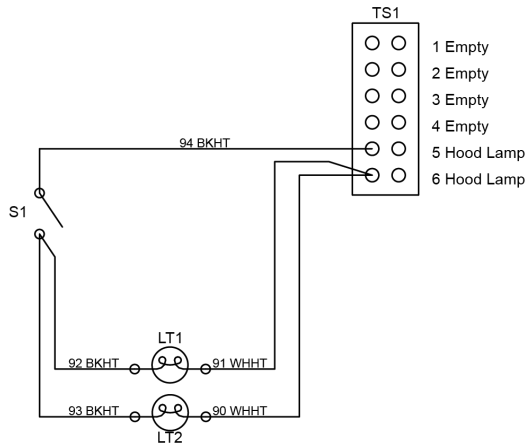 TS1
1 Empty
2 Empty
3 Empty
4 Empty
94 BKHT
5 Hood Lamp
6 Hood Lamp
S1
LT1
92 BKHT
91 WHHT
93 BKHT
90 WHHT
LT2